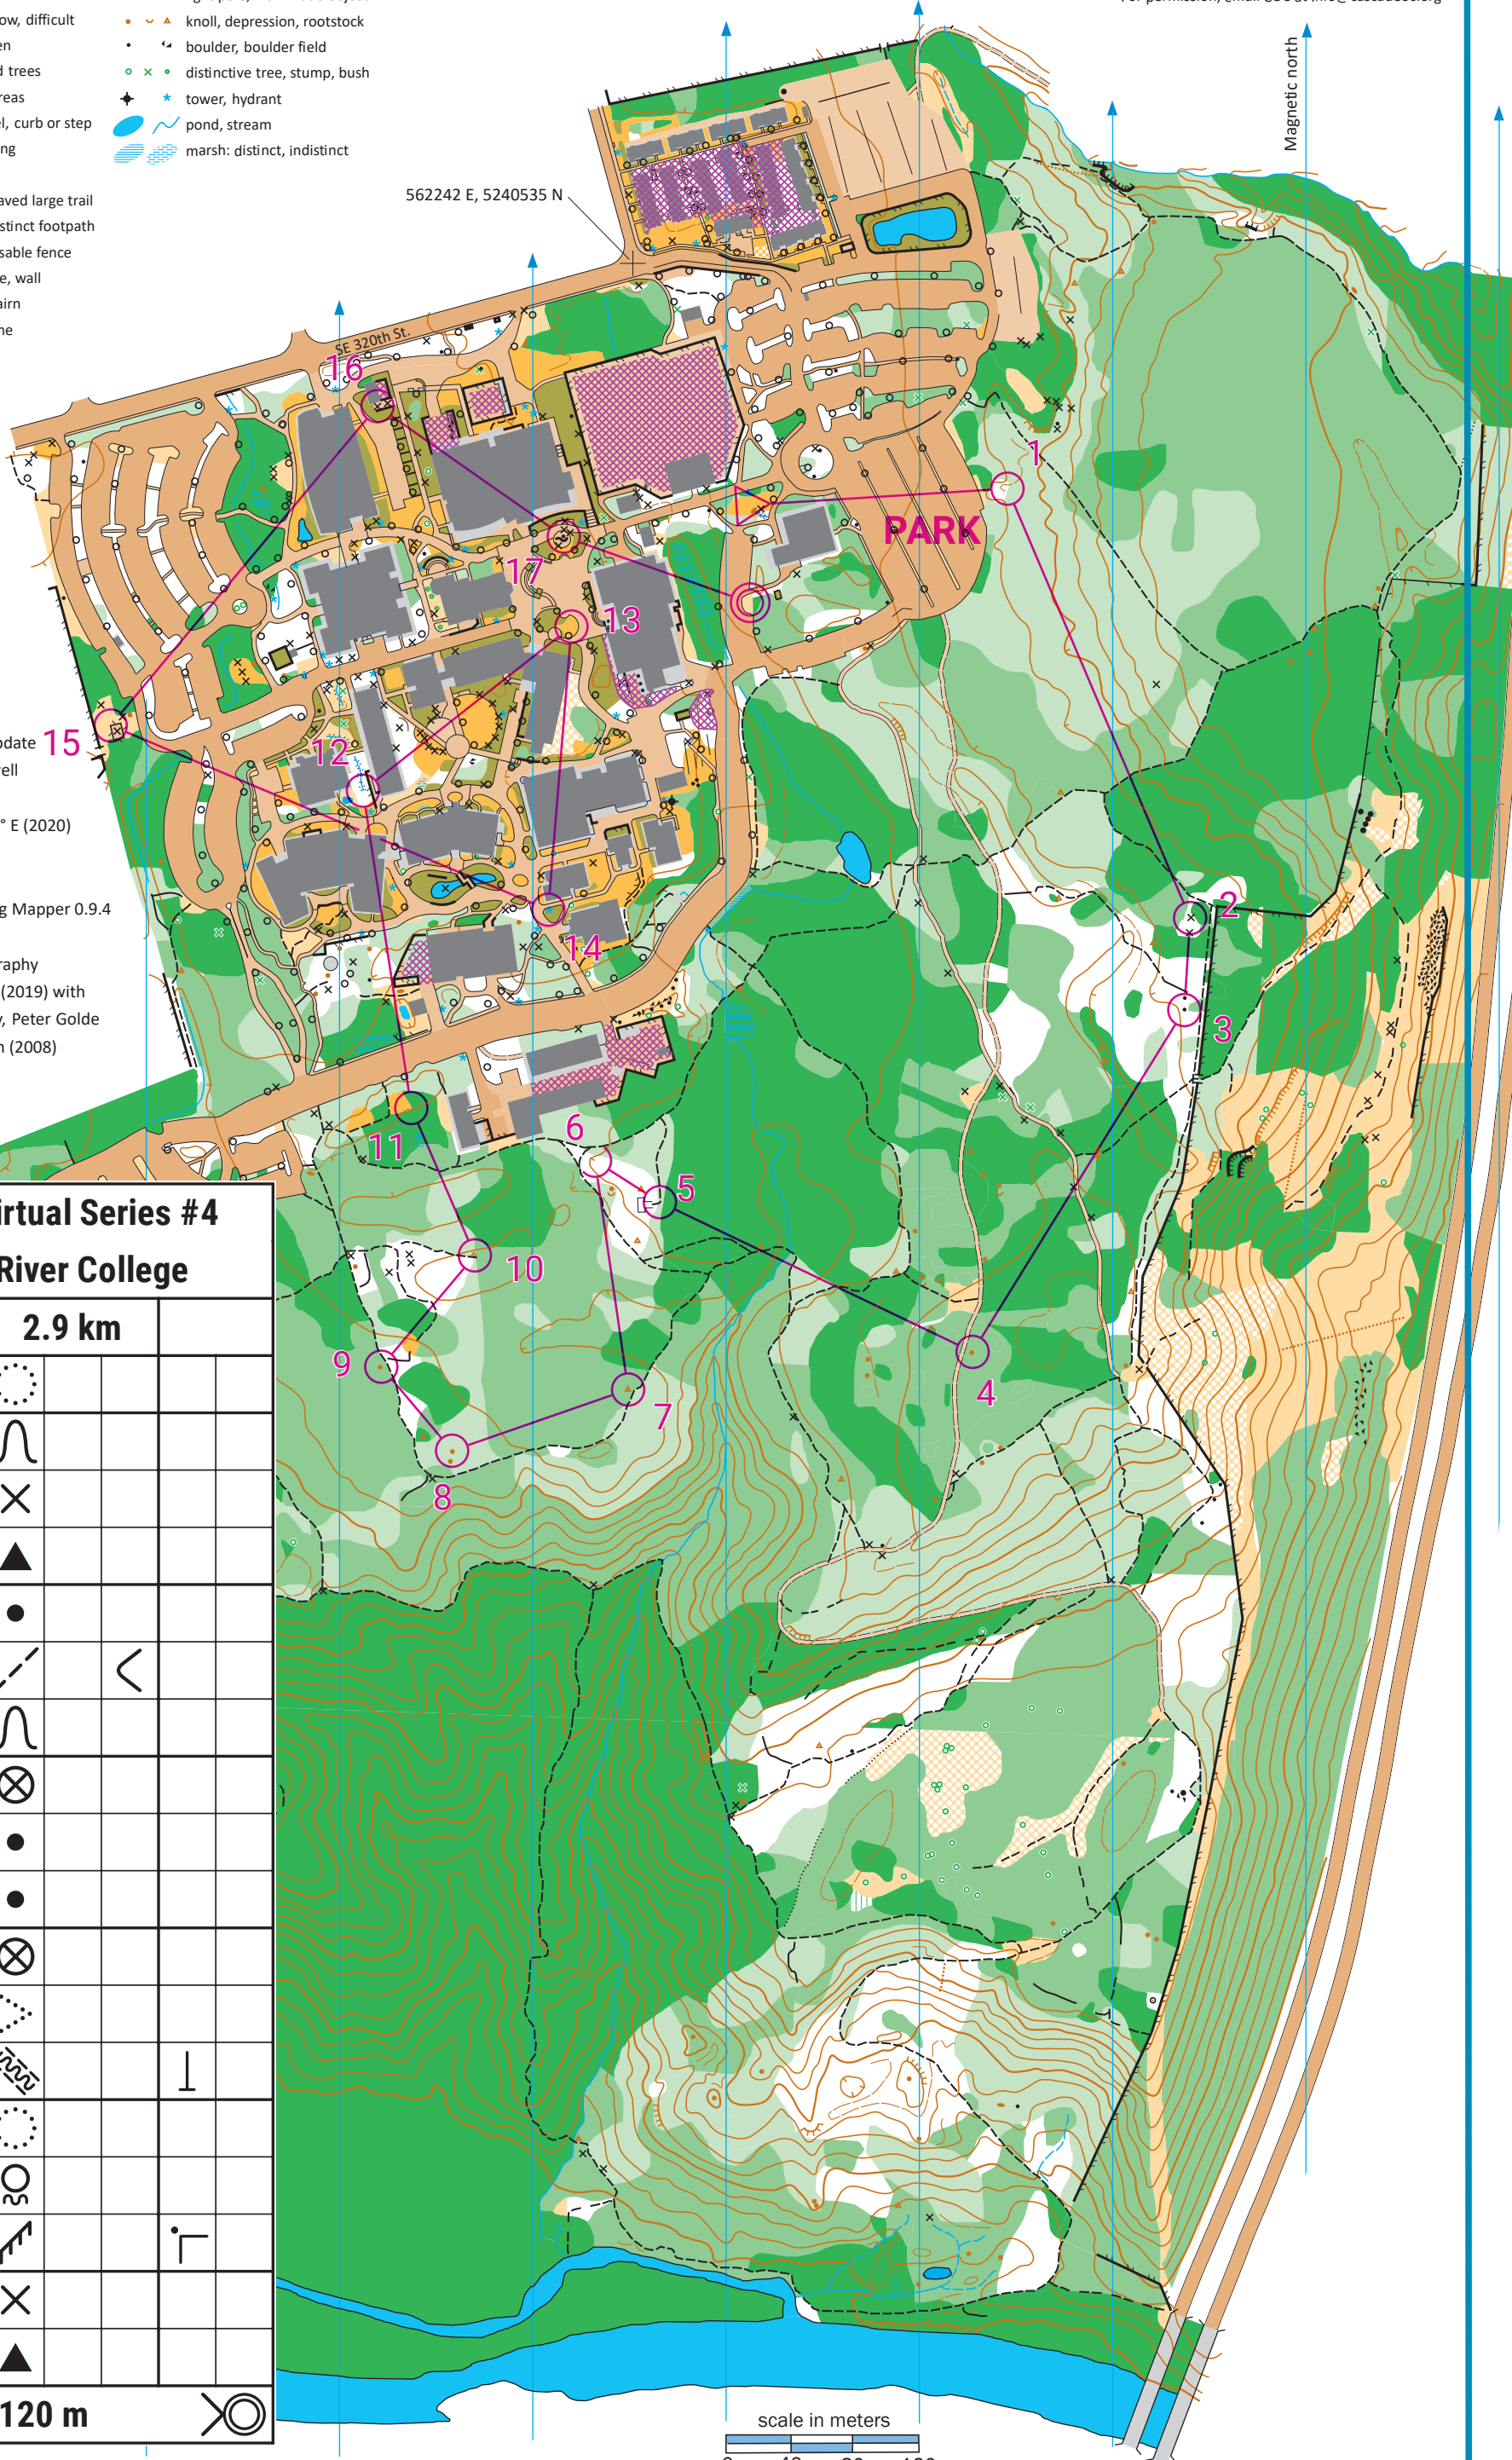 knoll, depression, rootstock
boulder, boulder field
distinctive tree, stump, bush
tower, hydrant
pond, stream
marsh: distinct, indistinct
ow, difficult
en
d trees
reas
el, curb or step
ng
aved large trail
stinct footpath
sable fence
e, wall
airn
ne
562242 E, 5240535 N
Magnetic north
SE 320th St.
PARK
1
2
3
4
5
6
7
8
9
10
11
12
13
14
15
16
17
pdate
ell
° E (2020)
g Mapper 0.9.4
raphy
(2019) with
y, Peter Golde
n (2008)
irtual Series #4
River College
2.9 km
120 m
scale in meters